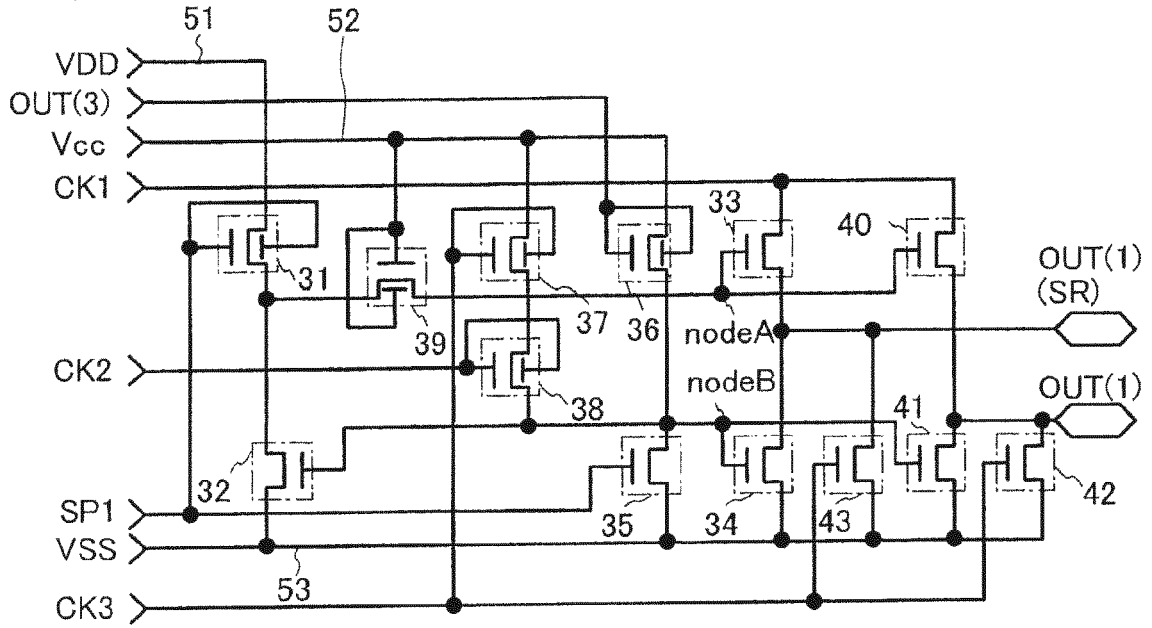 51
52
VDD
OUT(3)
Vcc
CK1
33
40
31
OUT(1)
(SR)
37
36
39
nodeA
CK2
nodeB
OUT(1)
38
41
32
42
SP1
35
34
43
VSS
53
CK3